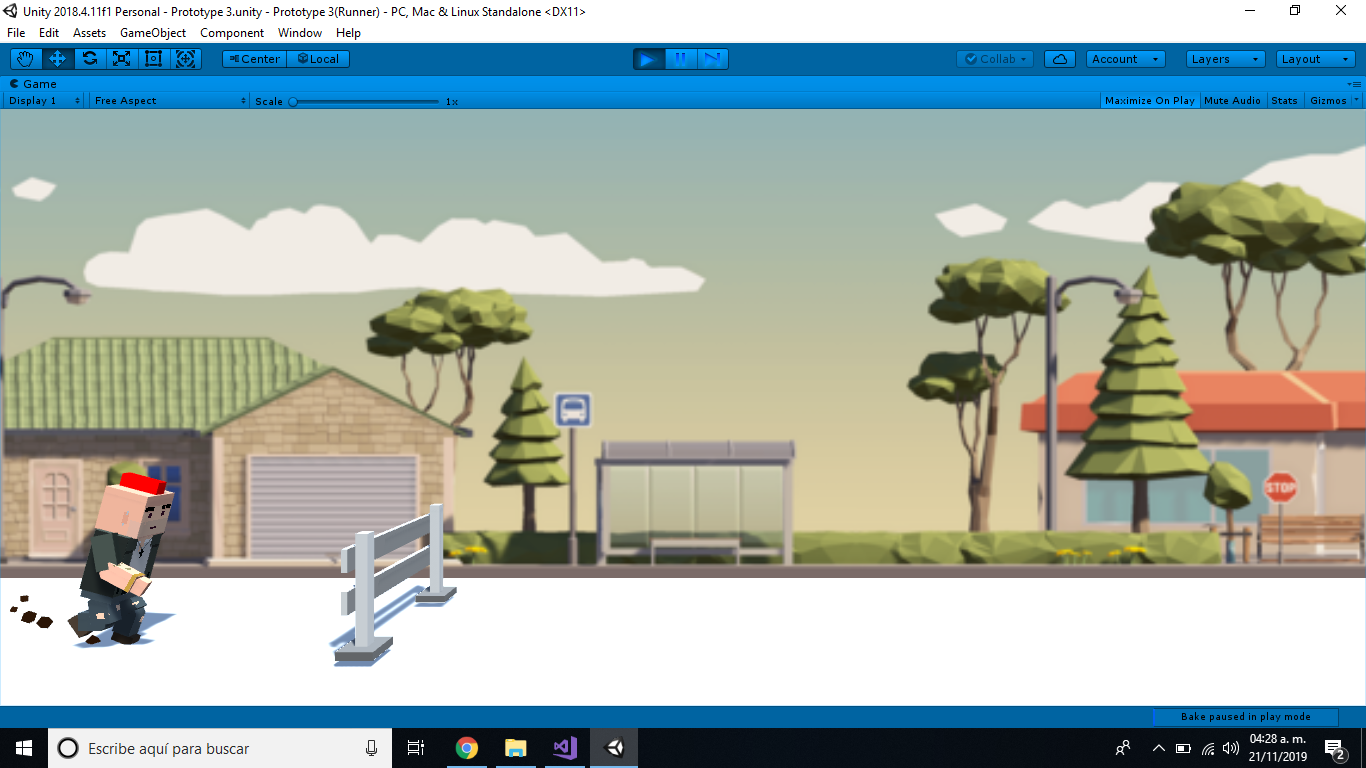 Unity 2018.4.11f1 Personal - Prototype 3.unity - Prototype 3(Runner) - PC, Mac & Linux Standalone <DX11>
File Edit Assets GameObject Component Window Help
Center Local Collab Account Layers Layout
Game
Display 1 Free Aspect Scale 1x Maximize On Play Mute Audio Stats Gizmos
STOP
Bake paused in play mode
Escribe aquí para buscar
04:28 a. m.
21/11/2019
2